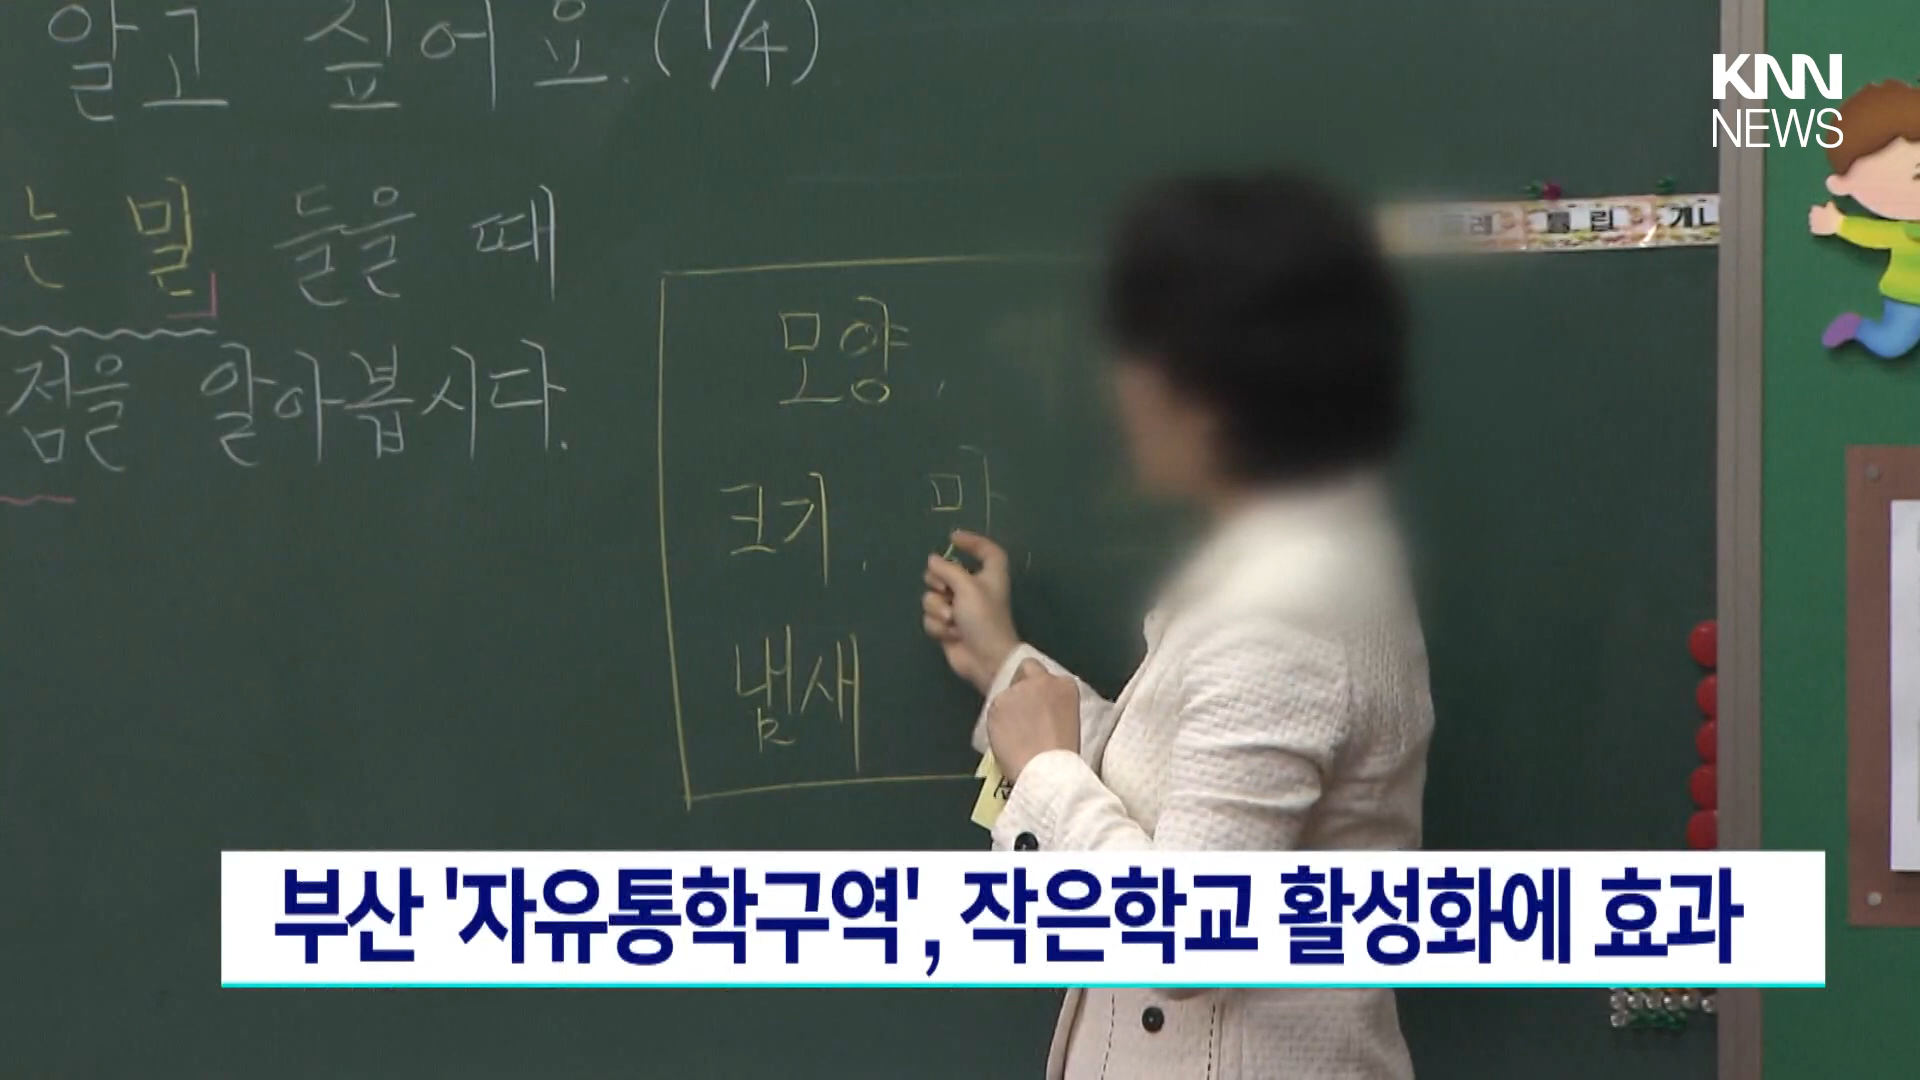 알고 싶어요. (1/4)
KNN
NEWS
는 말 들을 때
틀린
점을 알아봅시다.
모양,
크기, 맛,
냄새
부산 '자유통학구역', 작은학교 활성화에 효과